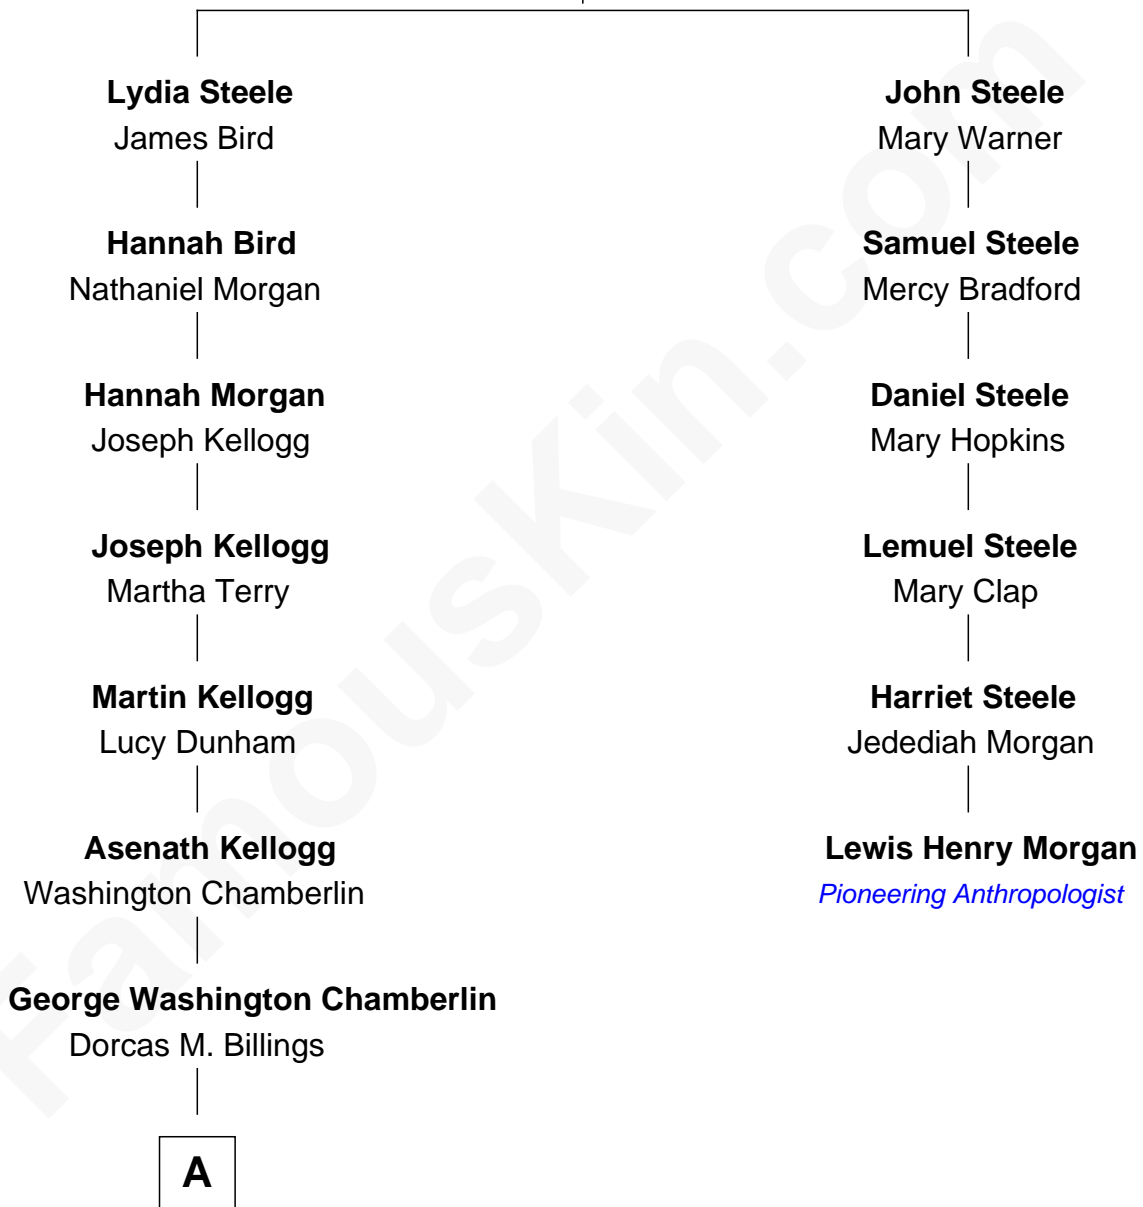 Lydia Steele
James Bird
Hannah Bird
Nathaniel Morgan
Hannah Morgan
Joseph Kellogg
Joseph Kellogg
Martha Terry
Martin Kellogg
Lucy Dunham
Asenath Kellogg
Washington Chamberlin
George Washington Chamberlin
Dorcas M. Billings
A
John Steele
Mary Warner
Samuel Steele
Mercy Bradford
Daniel Steele
Mary Hopkins
Lemuel Steele
Mary Clap
Harriet Steele
Jedediah Morgan
Lewis Henry Morgan
Pioneering Anthropologist
FamousKin.com